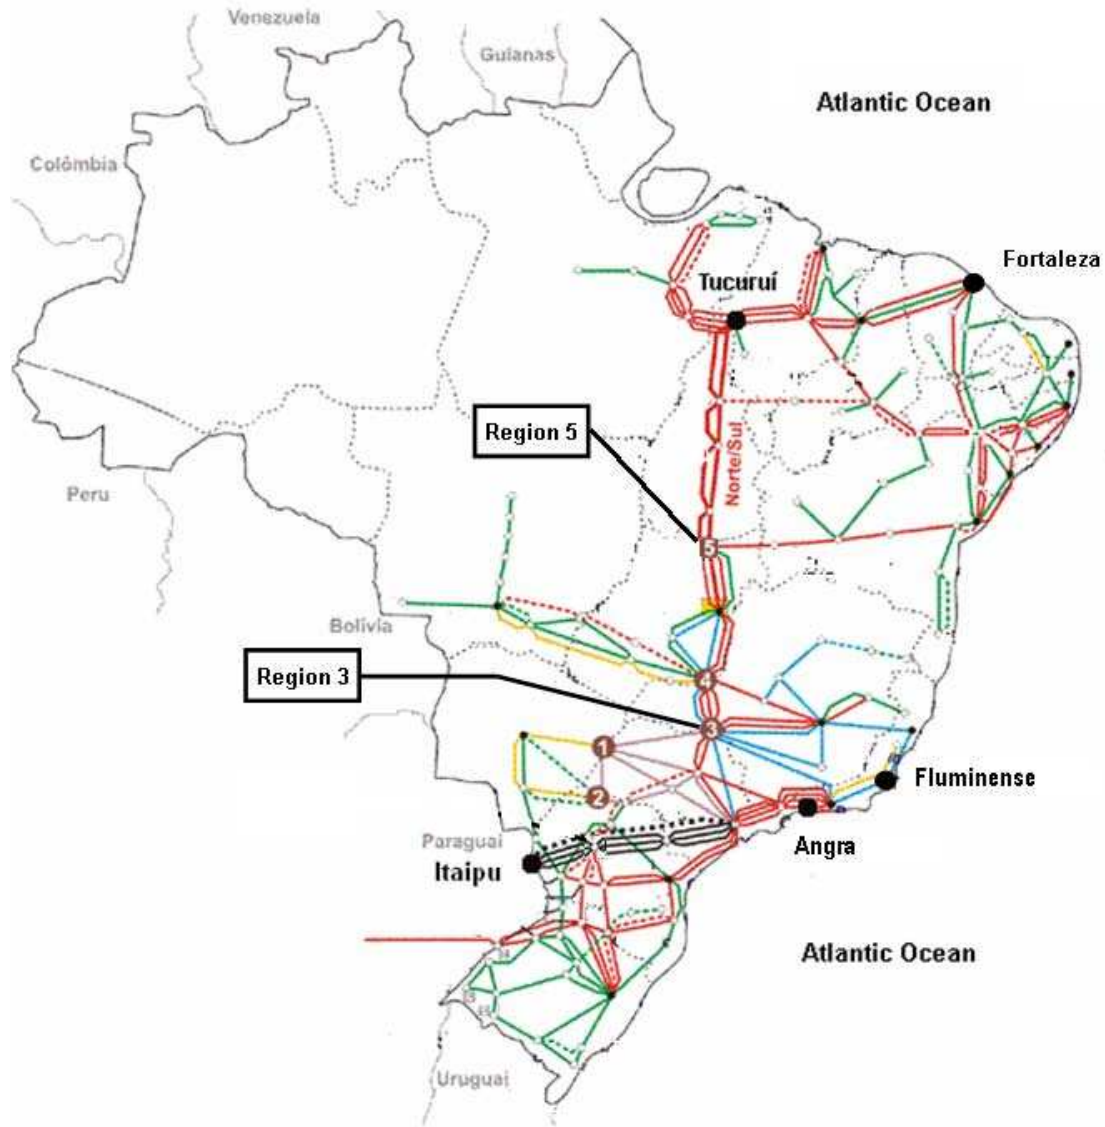 Venezuela
Guianas
Atlantic Ocean
Colômbia
Fortaleza
Tucuruí
Region 5
Norte/Sul
Peru
5
Bolívia
Region 3
4
3
1
2
Fluminense
Paraguai
Itaipu
Angra
Atlantic Ocean
Uruguai